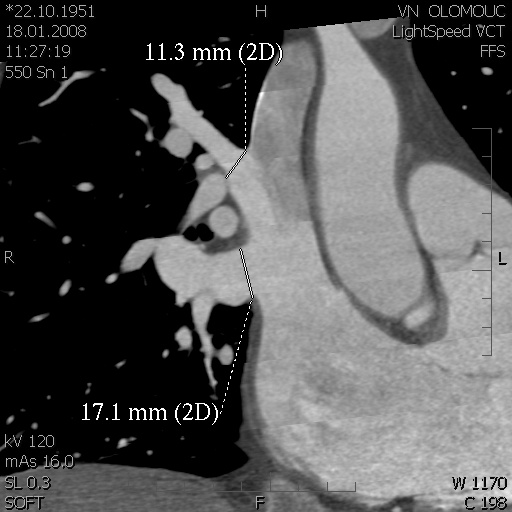 *22.10.1951
18.01.2008
11:27:19
550 Sn 1
H
VN OLOMOUC
LightSpeed VCT
FFS
11.3 mm (2D)
R
L
17.1 mm (2D)
kV 120
mAs 16.0
SL 0.3
SOFT
F
W 1170
C 198